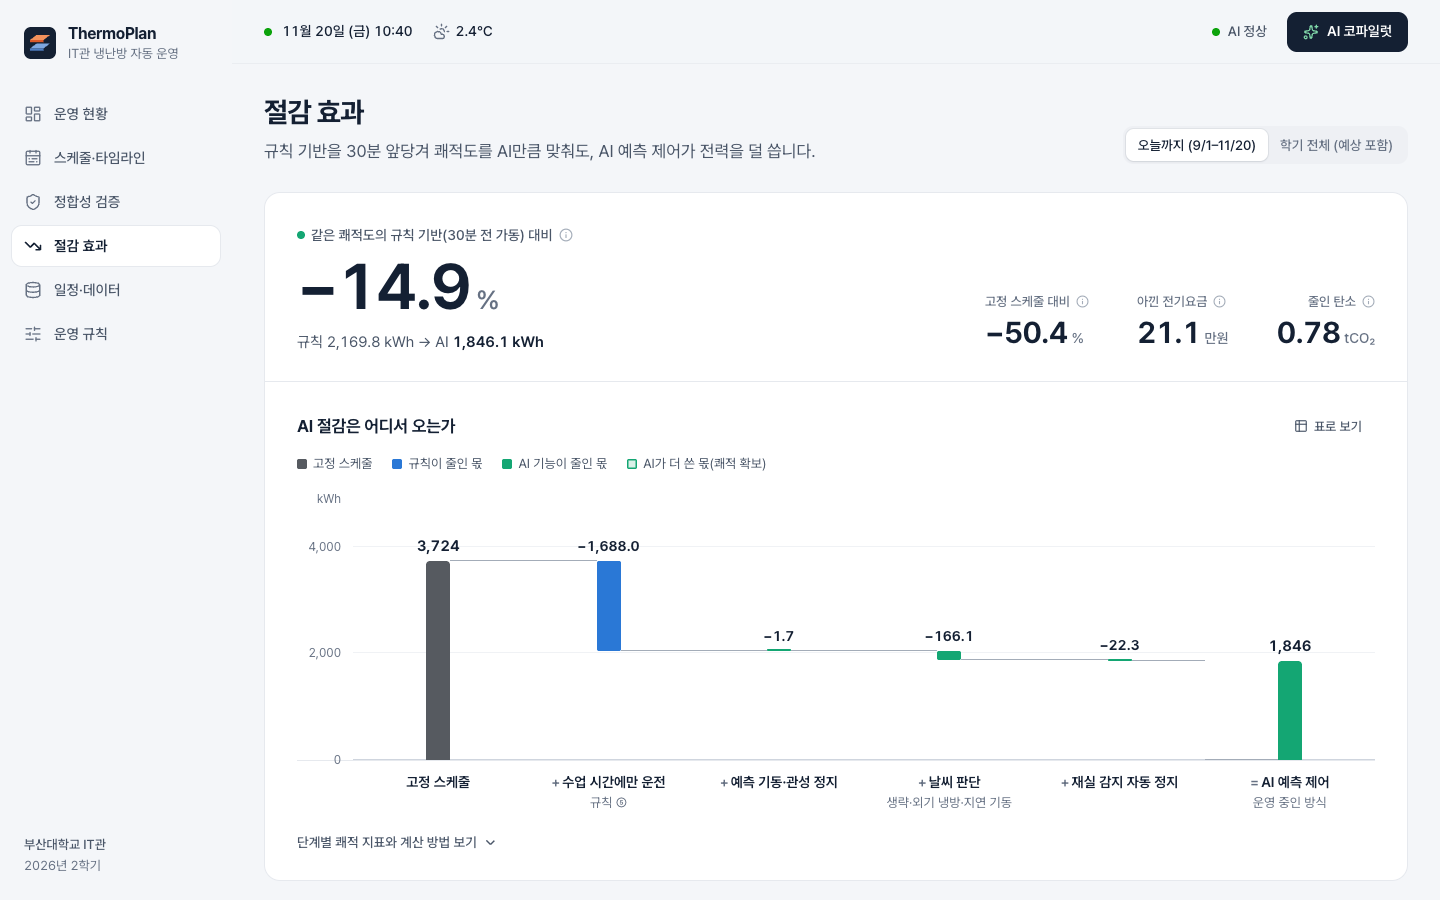 ThermoPlan
IT관 냉난방 자동 운영
운영 현황
스케줄·타임라인
정합성 검증
절감 효과
일정·데이터
운영 규칙
부산대학교 IT관
2026년 2학기
11월 20일 (금) 10:40
2.4°C
AI 정상
AI 코파일럿
절감 효과
규칙 기반을 30분 앞당겨 쾌적도를 AI만큼 맞춰도, AI 예측 제어가 전력을 덜 씁니다.
오늘까지 (9/1–11/20)
학기 전체 (예상 포함)
같은 쾌적도의 규칙 기반(30분 전 가동) 대비
−14.9 %
규칙 2,169.8 kWh → AI 1,846.1 kWh
고정 스케줄 대비
−50.4 %
아낀 전기요금
21.1 만원
줄인 탄소
0.78 tCO₂
AI 절감은 어디서 오는가
표로 보기
고정 스케줄
규칙이 줄인 몫
AI 기능이 줄인 몫
AI가 더 쓴 몫(쾌적 확보)
kWh
4,000
2,000
0
3,724
−1,688.0
−1.7
−166.1
−22.3
1,846
고정 스케줄
+ 수업 시간에만 운전
규칙 ⑤
+ 예측 기동·관성 정지
+ 날씨 판단
생략·외기 냉방·지연 기동
+ 재실 감지 자동 정지
= AI 예측 제어
운영 중인 방식
단계별 쾌적 지표와 계산 방법 보기